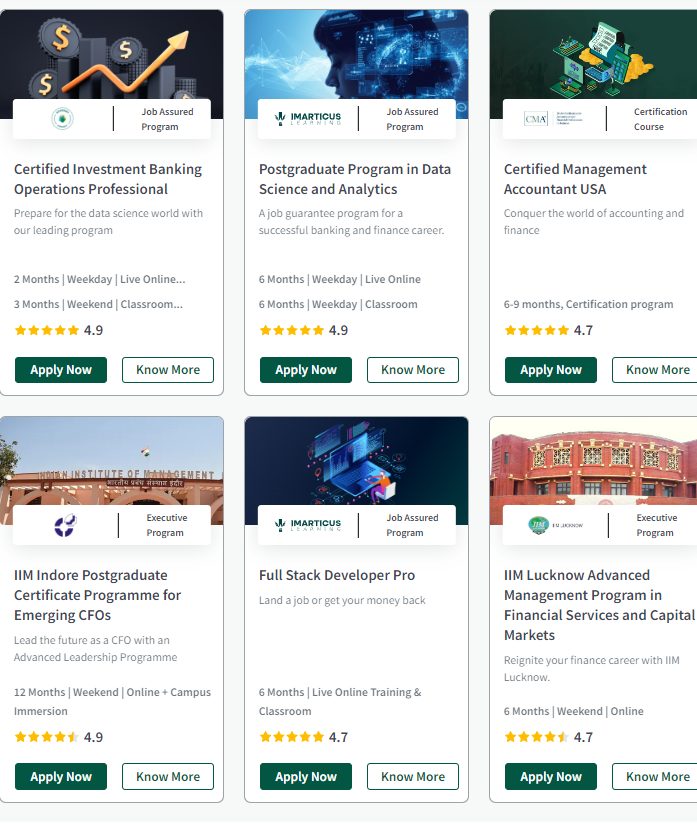 Job Assured
Program
Certified Investment Banking
Operations Professional
Prepare for the data science world with
our leading program
2 Months | Weekday | Live Online...
3 Months | Weekend | Classroom...
4.9
Apply Now
Know More
IMARTICUS
LEARNING
Job Assured
Program
Postgraduate Program in Data
Science and Analytics
A job guarantee program for a
successful banking and finance career.
6 Months | Weekday | Live Online
6 Months | Weekday | Classroom
4.9
Apply Now
Know More
CMA
Certification
Course
Certified Management
Accountant USA
Conquer the world of accounting and
finance
6-9 months, Certification program
4.7
Apply Now
Know More
INDIAN INSTITUTE OF MANAGEMENT
भारतीय प्रबंध संस्थान इंदौर
Executive
Program
IIM Indore Postgraduate
Certificate Programme for
Emerging CFOs
Lead the future as a CFO with an
Advanced Leadership Programme
12 Months | Weekend | Online + Campus
Immersion
4.9
Apply Now
Know More
IMARTICUS
LEARNING
Job Assured
Program
Full Stack Developer Pro
Land a job or get your money back
6 Months | Live Online Training &
Classroom
4.7
Apply Now
Know More
IIM LUCKNOW
Executive
Program
IIM Lucknow Advanced
Management Program in
Financial Services and Capital
Markets
Reignite your finance career with IIM
Lucknow.
6 Months | Weekend | Online
4.7
Apply Now
Know More